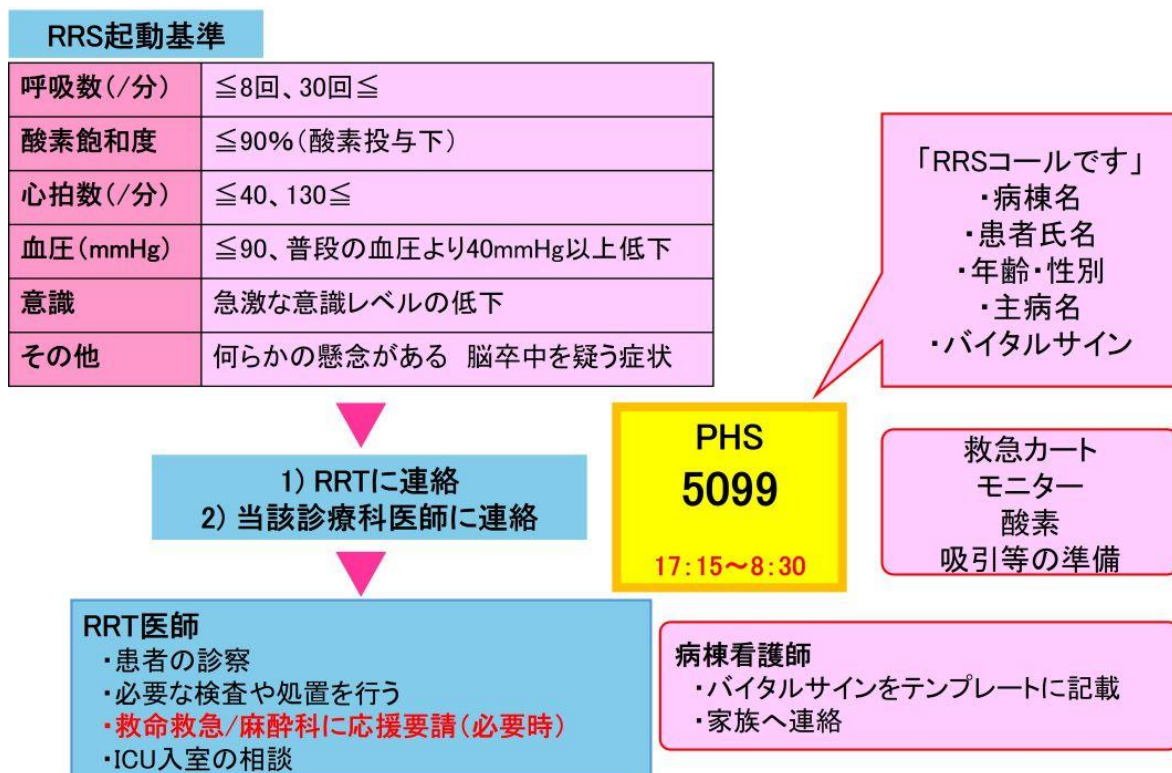 RRS起動基準
呼吸数(/分) ≦8回、30回≦
酸素飽和度 ≦90%(酸素投与下)
心拍数(/分) ≦40、130≦
血圧(mmHg) ≦90、普段の血圧より40mmHg以上低下
意識 急激な意識レベルの低下
その他 何らかの懸念がある 脳卒中を疑う症状
「RRSコールです」
・病棟名
・患者氏名
・年齢・性別
・主病名
・バイタルサイン
1) RRTに連絡
2) 当該診療科医師に連絡
PHS
5099
17:15～8:30
救急カート
モニター
酸素
吸引等の準備
RRT医師
・患者の診察
・必要な検査や処置を行う
・救命救急/麻酔科に応援要請(必要時)
・ICU入室の相談
病棟看護師
・バイタルサインをテンプレートに記載
・家族へ連絡